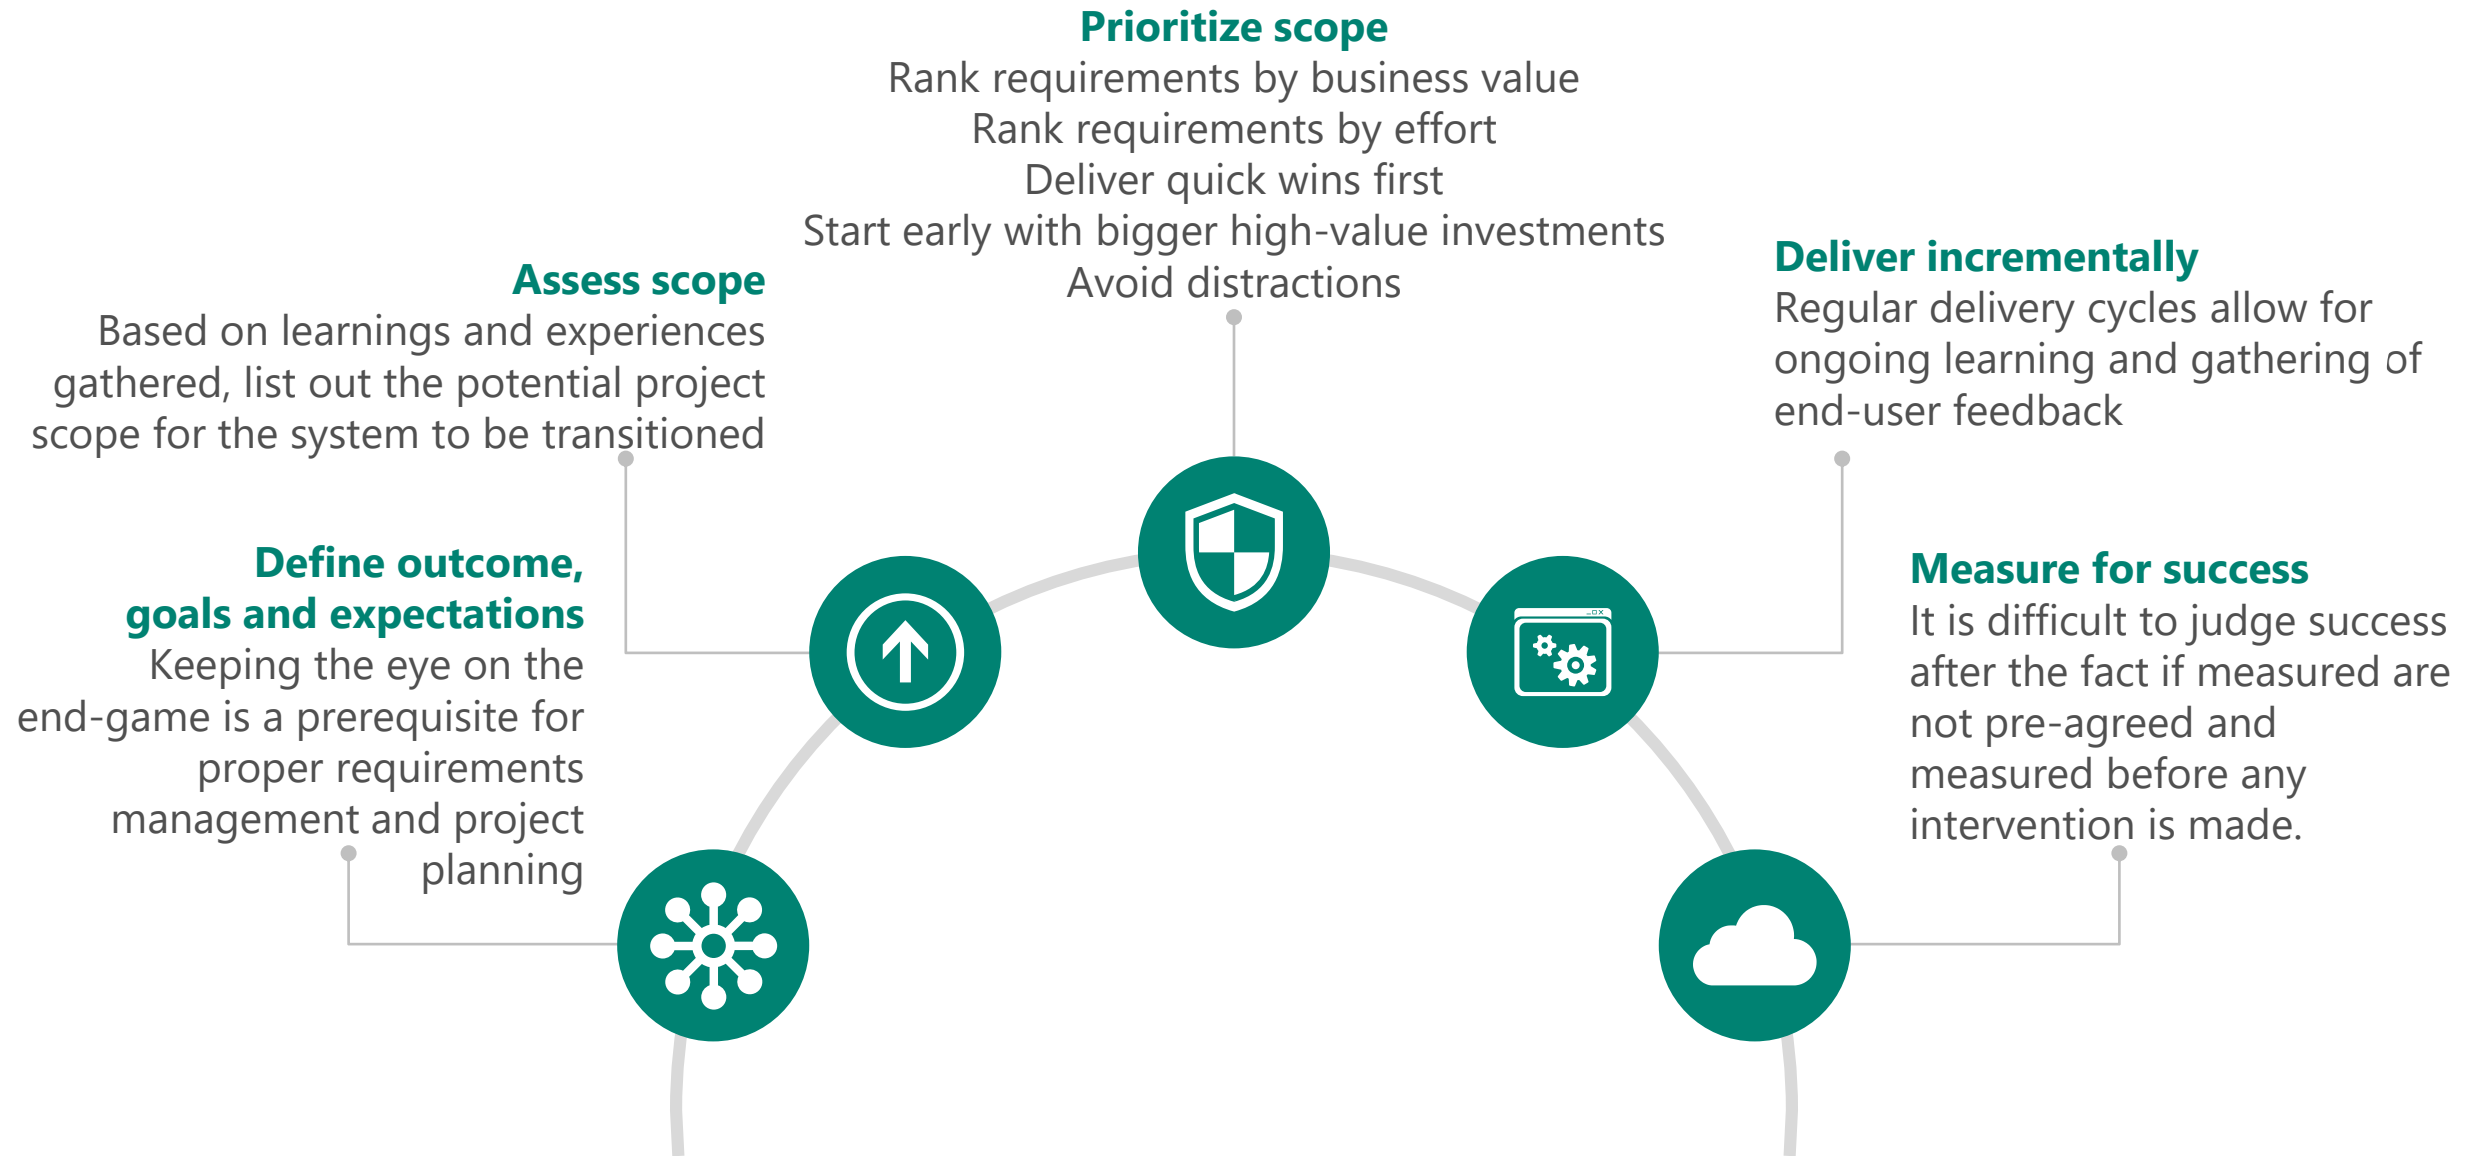 Define outcome,
goals and expectations
Keeping the eye on the
end-game is a prerequisite for
proper requirements
management and project
planning
Assess scope
Based on learnings and experiences
gathered, list out the potential project
scope for the system to be transitioned
Prioritize scope
Rank requirements by business value
Rank requirements by effort
Deliver quick wins first
Start early with bigger high-value investments
Avoid distractions
Deliver incrementally
Regular delivery cycles allow for
ongoing learning and gathering of
end-user feedback
Measure for success
It is difficult to judge success
after the fact if measured are
not pre-agreed and
measured before any
intervention is made.